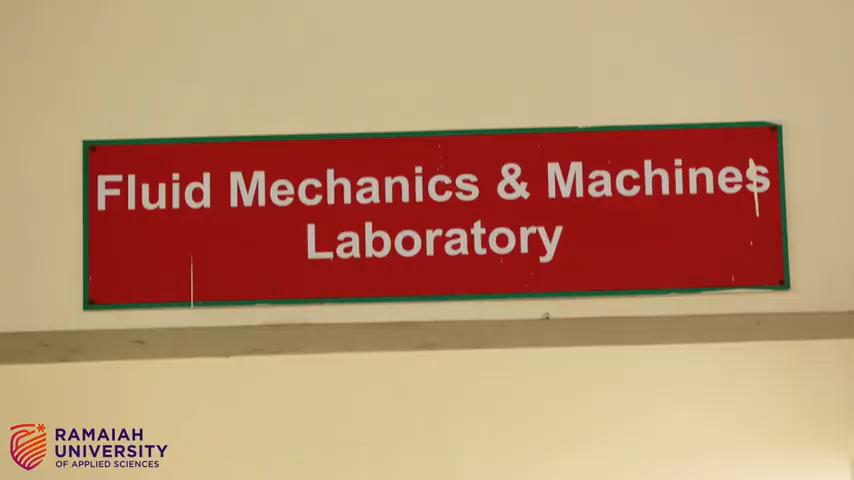 Fluid Mechanics & Machines
Laboratory
RAMAIAH
UNIVERSITY
OF APPLIED SCIENCES